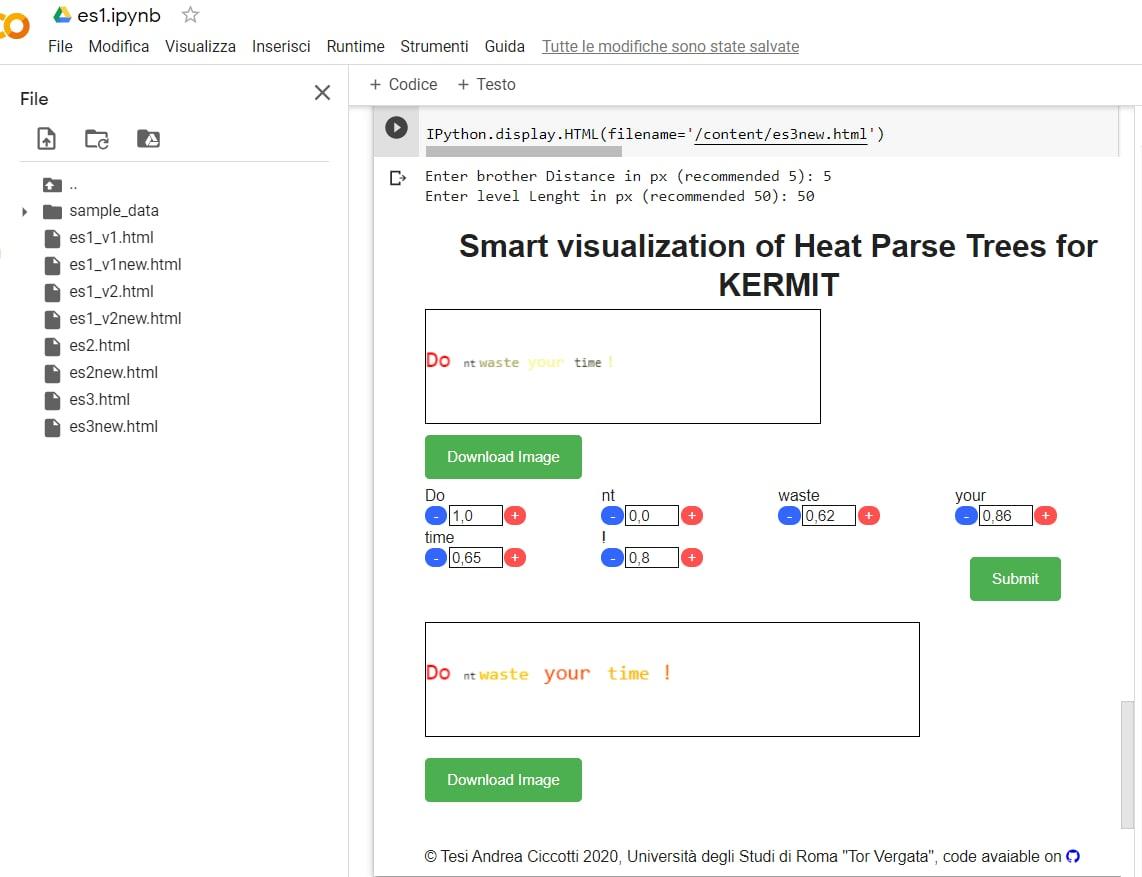 es1.ipynb
File Modifica Visualizza Inserisci Runtime Strumenti Guida Tutte le modifiche sono state salvate
File
..
sample_data
es1_v1.html
es1_v1new.html
es1_v2.html
es1_v2new.html
es2.html
es2new.html
es3.html
es3new.html
+ Codice + Testo
IPython.display.HTML(filename='/content/es3new.html')
Enter brother Distance in px (recommended 5): 5
Enter level Lenght in px (recommended 50): 50
Smart visualization of Heat Parse Trees for
KERMIT
Do nt waste your time !
Download Image
Do nt waste your
- 1,0 + - 0,0 + - 0,62 + - 0,86 +
time !
- 0,65 + - 0,8 +
Submit
Do nt waste your time !
Download Image
© Tesi Andrea Ciccotti 2020, Università degli Studi di Roma "Tor Vergata", code avaiable on